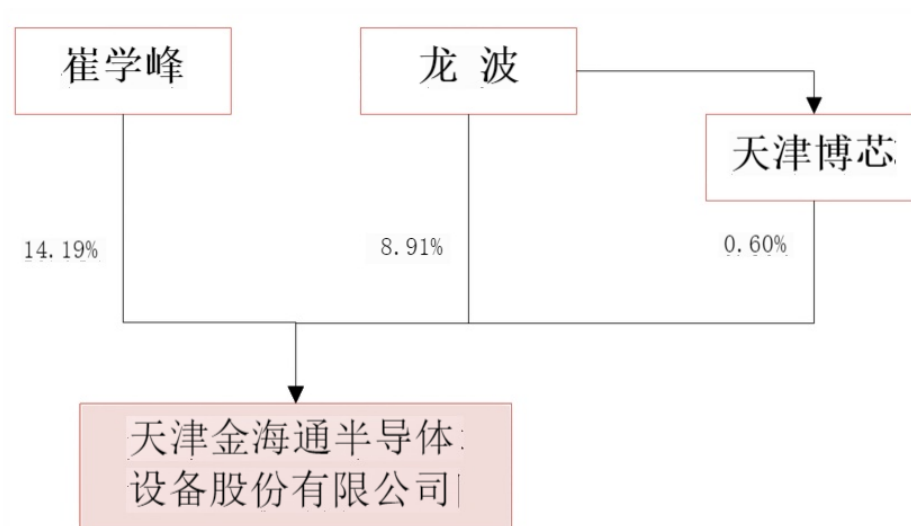 崔学峰
龙 波
天津博芯
14.19%
8.91%
0.60%
天津金海通半导体
设备股份有限公司